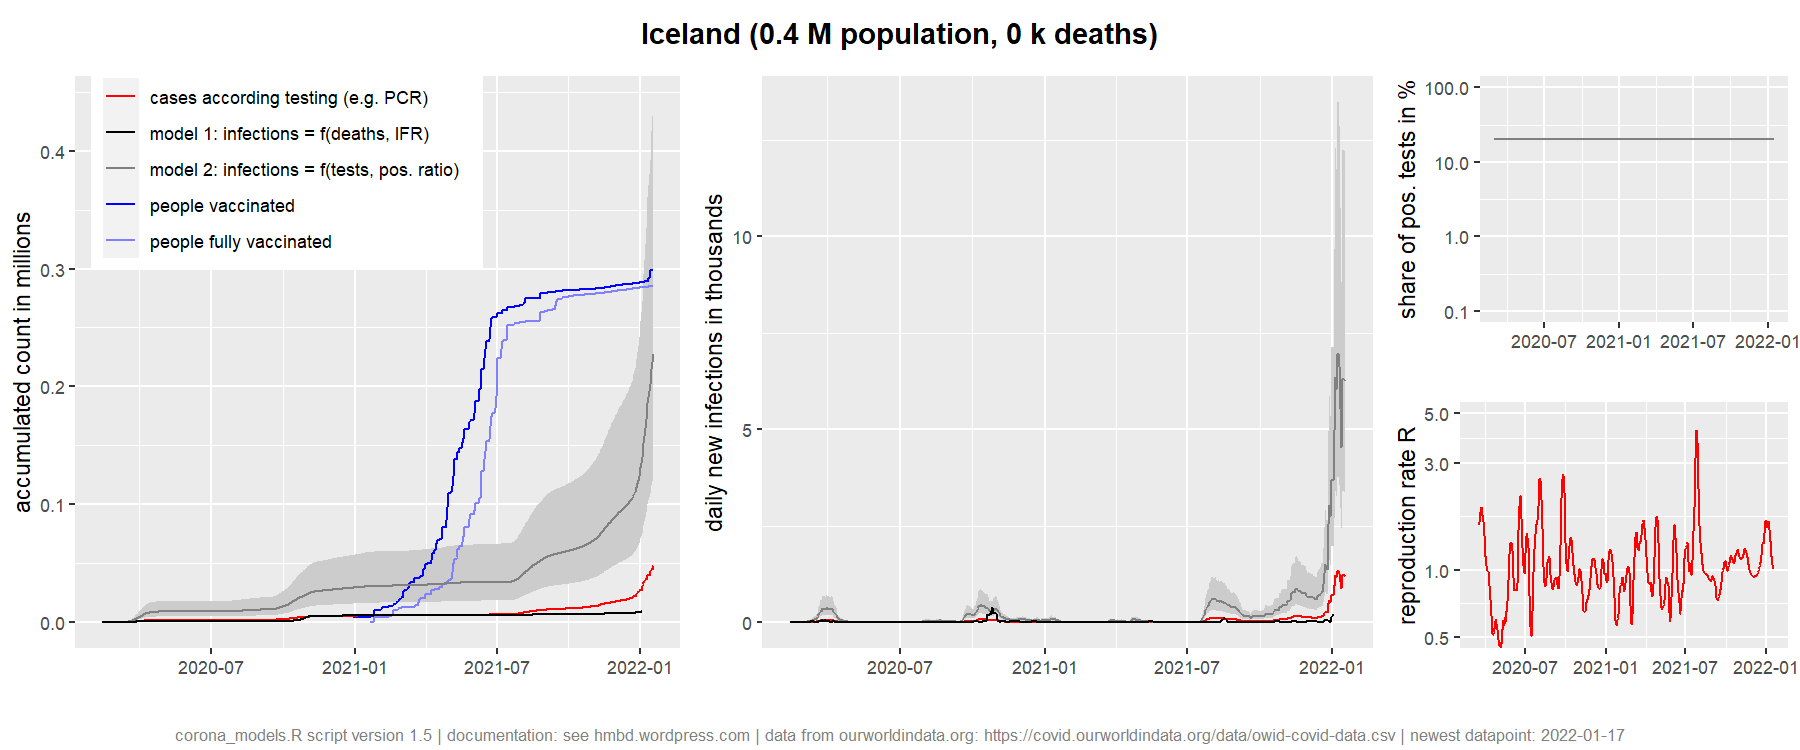 Iceland (0.4 M population, 0 k deaths)
accumulated count in millions
0.4
0.3
0.2
0.1
0.0
cases according testing (e.g. PCR)
model 1: infections = f(deaths, IFR)
model 2: infections = f(tests, pos. ratio)
people vaccinated
people fully vaccinated
2020-07 2021-01 2021-07 2022-01
daily new infections in thousands
10
5
0
2020-07 2021-01 2021-07 2022-01
share of pos. tests in %
100.0
10.0
1.0
0.1
2020-07 2021-01 2021-07 2022-01
reproduction rate R
5.0
3.0
1.0
0.5
2020-07 2021-01 2021-07 2022-01
corona_models.R script version 1.5 | documentation: see hmbd.wordpress.com | data from ourworldindata.org: https://covid.ourworldindata.org/data/owid-covid-data.csv | newest datapoint: 2022-01-17